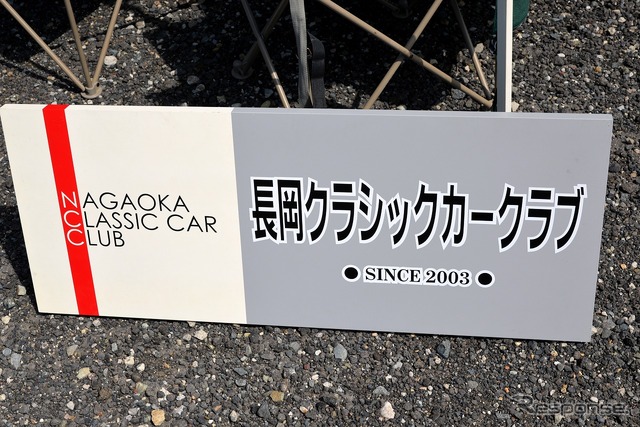 NAGAOKA
CLASSIC CAR
CLUB
長岡クラシックカークラブ
● SINCE 2003 ●
Response.